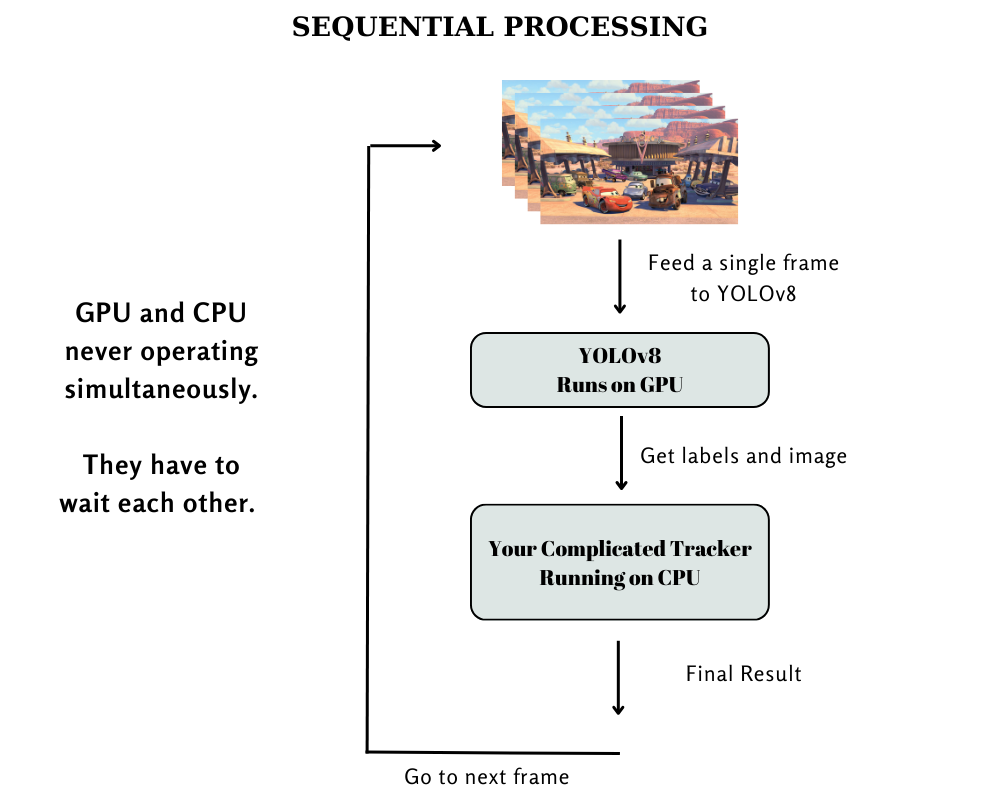 SEQUENTIAL PROCESSING
Feed a single frame
to YOLOv8
GPU and CPU
never operating
simultaneously.
They have to
wait each other.
YOLOv8
Runs on GPU
Get labels and image
Your Complicated Tracker
Running on CPU
Final Result
Go to next frame